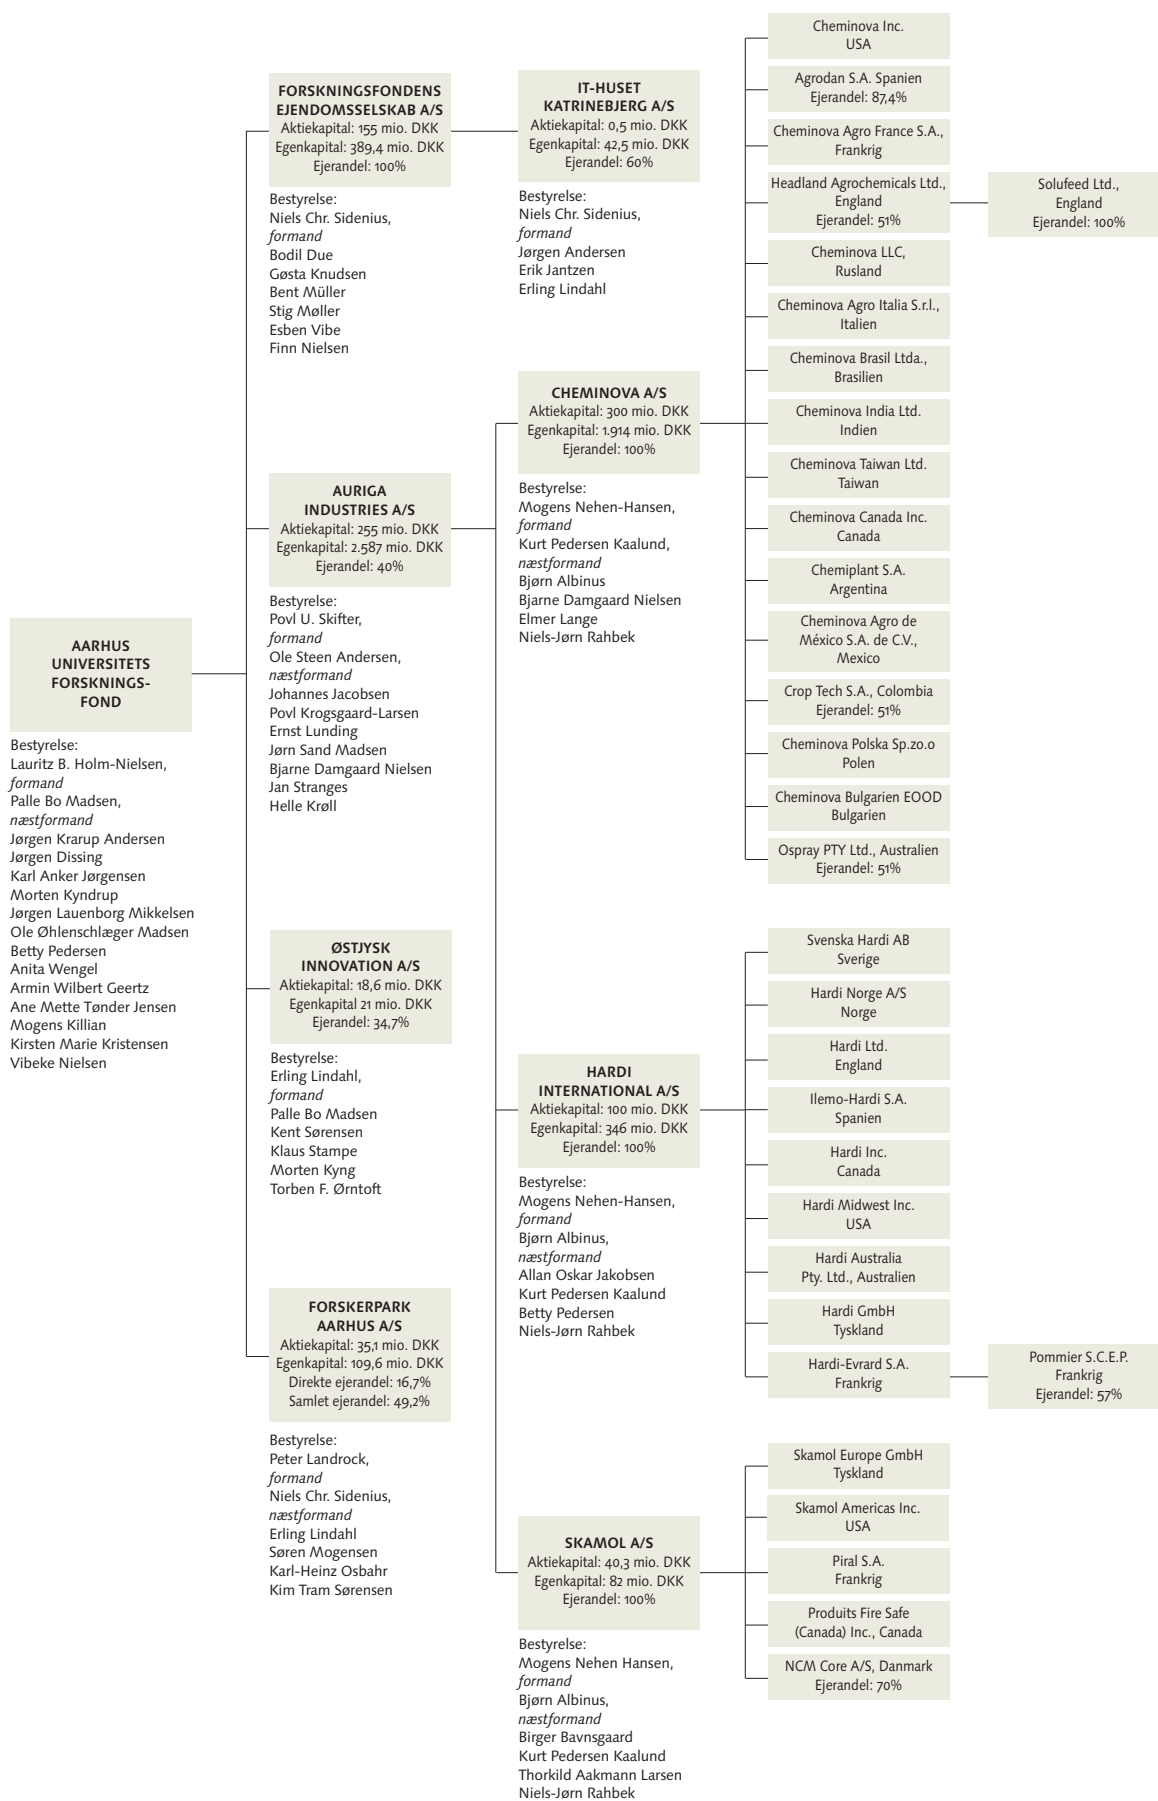 AARHUS
UNIVERSITETS
FORSKNINGS-
FOND
Bestyrelse:
Lauritz B. Holm-Nielsen,
formand
Palle Bo Madsen,
næstformand
Jørgen Krarup Andersen
Jørgen Dissing
Karl Anker Jørgensen
Morten Kyndrup
Jørgen Lauenborg Mikkelsen
Ole Øhlenschlæger Madsen
Betty Pedersen
Anita Wengel
Armin Wilbert Geertz
Ane Mette Tønder Jensen
Mogens Killian
Kirsten Marie Kristensen
Vibeke Nielsen
FORSKNINGSFONDENS
EJENDOMSSELSKAB A/S
Aktiekapital: 155 mio. DKK
Egenkapital: 389,4 mio. DKK
Ejerandel: 100%
Bestyrelse:
Niels Chr. Sidenius,
formand
Bodil Due
Gøsta Knudsen
Bent Müller
Stig Møller
Esben Vibe
Finn Nielsen
AURIGA
INDUSTRIES A/S
Aktiekapital: 255 mio. DKK
Egenkapital: 2.587 mio. DKK
Ejerandel: 40%
Bestyrelse:
Povl U. Skifter,
formand
Ole Steen Andersen,
næstformand
Johannes Jacobsen
Povl Krogsgaard-Larsen
Ernst Lunding
Jørn Sand Madsen
Bjarne Damgaard Nielsen
Jan Stranges
Helle Krøll
ØSTJYSK
INNOVATION A/S
Aktiekapital: 18,6 mio. DKK
Egenkapital 21 mio. DKK
Ejerandel: 34,7%
Bestyrelse:
Erling Lindahl,
formand
Palle Bo Madsen
Kent Sørensen
Klaus Stampe
Morten Kyng
Torben F. Ørntoft
FORSKERPARK
AARHUS A/S
Aktiekapital: 35,1 mio. DKK
Egenkapital: 109,6 mio. DKK
Direkte ejerandel: 16,7%
Samlet ejerandel: 49,2%
Bestyrelse:
Peter Landrock,
formand
Niels Chr. Sidenius,
næstformand
Erling Lindahl
Søren Mogensen
Karl-Heinz Osbahr
Kim Tram Sørensen
IT-HUSET
KATRINEBJERG A/S
Aktiekapital: 0,5 mio. DKK
Egenkapital: 42,5 mio. DKK
Ejerandel: 60%
Bestyrelse:
Niels Chr. Sidenius,
formand
Jørgen Andersen
Erik Jantzen
Erling Lindahl
CHEMINOVA A/S
Aktiekapital: 300 mio. DKK
Egenkapital: 1.914 mio. DKK
Ejerandel: 100%
Bestyrelse:
Mogens Nehen-Hansen,
formand
Kurt Pedersen Kaalund,
næstformand
Bjørn Albinus
Bjarne Damgaard Nielsen
Elmer Lange
Niels-Jørn Rahbek
HARDI
INTERNATIONAL A/S
Aktiekapital: 100 mio. DKK
Egenkapital: 346 mio. DKK
Ejerandel: 100%
Bestyrelse:
Mogens Nehen-Hansen,
formand
Bjørn Albinus,
næstformand
Allan Oskar Jakobsen
Kurt Pedersen Kaalund
Betty Pedersen
Niels-Jørn Rahbek
SKAMOL A/S
Aktiekapital: 40,3 mio. DKK
Egenkapital: 82 mio. DKK
Ejerandel: 100%
Bestyrelse:
Mogens Nehen Hansen,
formand
Bjørn Albinus,
næstformand
Birger Bavnsgaard
Kurt Pedersen Kaalund
Thorkild Aakmann Larsen
Niels-Jørn Rahbek
Cheminova Inc.
USA
Agrodan S.A. Spanien
Ejerandel: 87,4%
Cheminova Agro France S.A.,
Frankrig
Headland Agrochemicals Ltd.,
England
Ejerandel: 51%
Solufeed Ltd.,
England
Ejerandel: 100%
Cheminova LLC,
Rusland
Cheminova Agro Italia S.r.l.,
Italien
Cheminova Brasil Ltda.,
Brasilien
Cheminova India Ltd.
Indien
Cheminova Taiwan Ltd.
Taiwan
Cheminova Canada Inc.
Canada
Chemiplant S.A.
Argentina
Cheminova Agro de
México S.A. de C.V.,
Mexico
Crop Tech S.A., Colombia
Ejerandel: 51%
Cheminova Polska Sp.zo.o
Polen
Cheminova Bulgarien EOOD
Bulgarien
Ospray PTY Ltd., Australien
Ejerandel: 51%
Svenska Hardi AB
Sverige
Hardi Norge A/S
Norge
Hardi Ltd.
England
Ilemo-Hardi S.A.
Spanien
Hardi Inc.
Canada
Hardi Midwest Inc.
USA
Hardi Australia
Pty. Ltd., Australien
Hardi GmbH
Tyskland
Hardi-Evrard S.A.
Frankrig
Pommier S.C.E.P.
Frankrig
Ejerandel: 57%
Skamol Europe GmbH
Tyskland
Skamol Americas Inc.
USA
Piral S.A.
Frankrig
Produits Fire Safe
(Canada) Inc., Canada
NCM Core A/S, Danmark
Ejerandel: 70%